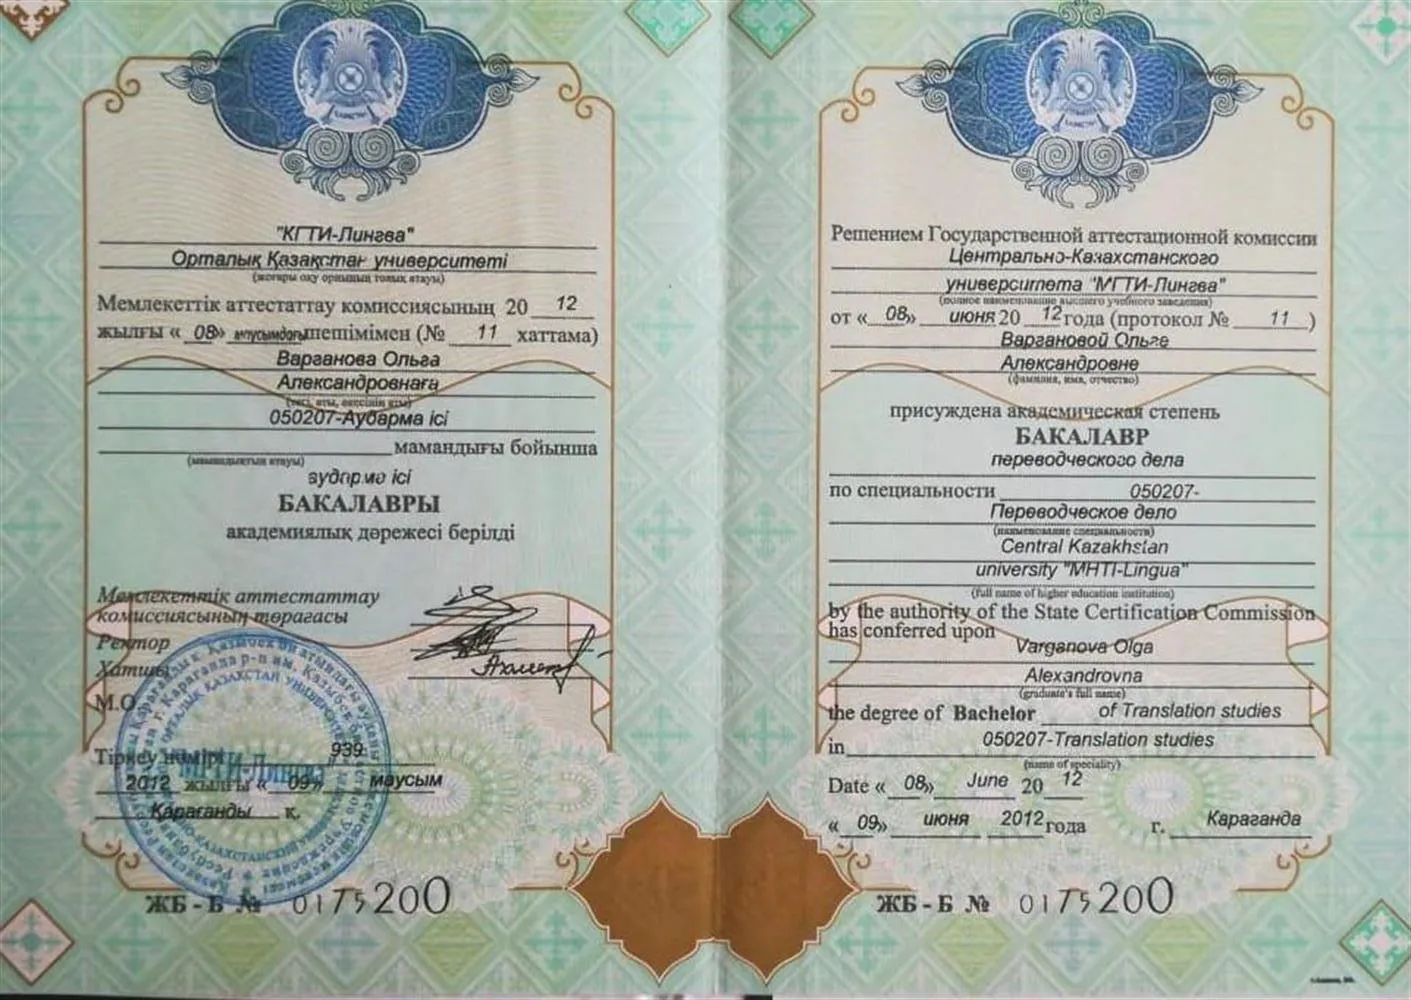 "КГТИ-Лингва"
Орталық Қазақстан университеті
(жоғары оқу орнының толық атауы)
Мемлекеттік аттестаттау комиссиясының 20 12
жылғы « 08» маусымдағы шешімімен (№ 11 хаттама)
Варганова Ольга
Александровнаға
(тегі, аты, әкесінің аты)
050207-Аударма ісі
мамандығы бойынша
(мамандықтың атауы)
аударма ісі
БАКАЛАВРЫ
академиялық дәрежесі берілді
Мемлекеттік аттестаттау
комиссиясының төрағасы
Ректор
Хатшы
М.О.
Тіркеу нөмірі 939
2012 жылғы « 09» маусым
Қарағанды қ.
МГТИ-Лингва
ЖБ - Б № 0175200
Решением Государственной аттестационной комиссии
Центрально-Казахстанского
университета "МГТИ-Лингва"
(полное наименование высшего учебного заведения)
от « 08» июня 20 12 года (протокол № 11 )
Варгановой Ольге
Александровне
(фамилия, имя, отчество)
присуждена академическая степень
БАКАЛАВР
переводческого дела
по специальности 050207-
Переводческое дело
(наименование специальности)
Central Kazakhstan
university "MHTI-Lingua"
(full name of higher education institution)
by the authority of the State Certification Commission
has conferred upon
Varganova Olga
Alexandrovna
(graduate's full name)
the degree of Bachelor of Translation studies
in 050207-Translation studies
(name of speciality)
Date « 08» June 20 12
« 09» июня 2012 года г. Караганда
ЖБ - Б № 0175200